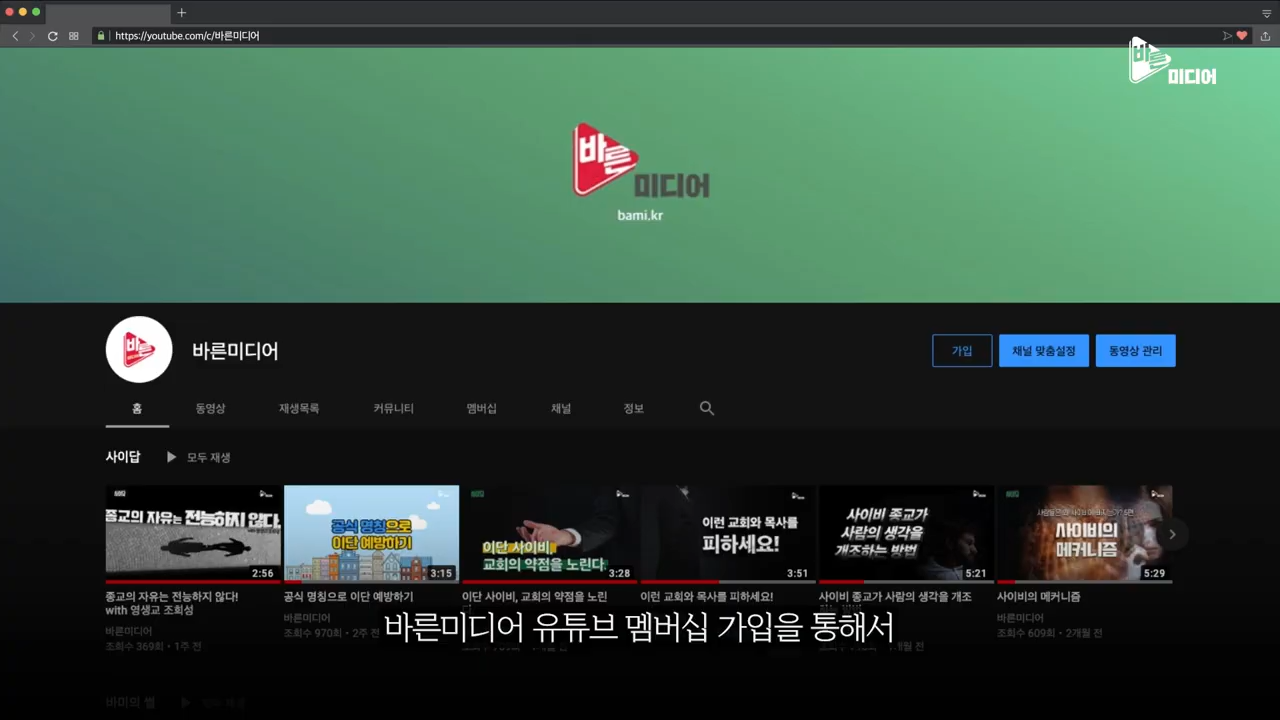 https://youtube.com/c/바른미디어
바른 미디어
바른
미디어
bami.kr
바른
바른미디어
가입
채널 맞춤설정
동영상 관리
홈
동영상
재생목록
커뮤니티
멤버십
채널
정보
사이답
모두 재생
종교의 자유는 전능하지 않다.
2:56
공식 명칭으로
이단 예방하기
3:15
이단 사이비,
교회의 약점을 노린다.
3:28
이런 교회와 목사를
피하세요!
3:51
사이비 종교가
사람의 생각을
개조하는 방법
5:21
사이비의
메커니즘
5:29
종교의 자유는 전능하지 않다!
with 영생교 조희성
바른미디어
조회수 369회 • 1주 전
공식 명칭으로 이단 예방하기
바른미디어
조회수 970회 • 2주 전
이단 사이비, 교회의 약점을 노린
이런 교회와 목사를 피하세요!
사이비 종교가 사람의 생각을 개조
사이비의 메커니즘
바른미디어
조회수 609회 • 2개월 전
바른미디어 유튜브 멤버십 가입을 통해서
바미의 썰
모두 재생